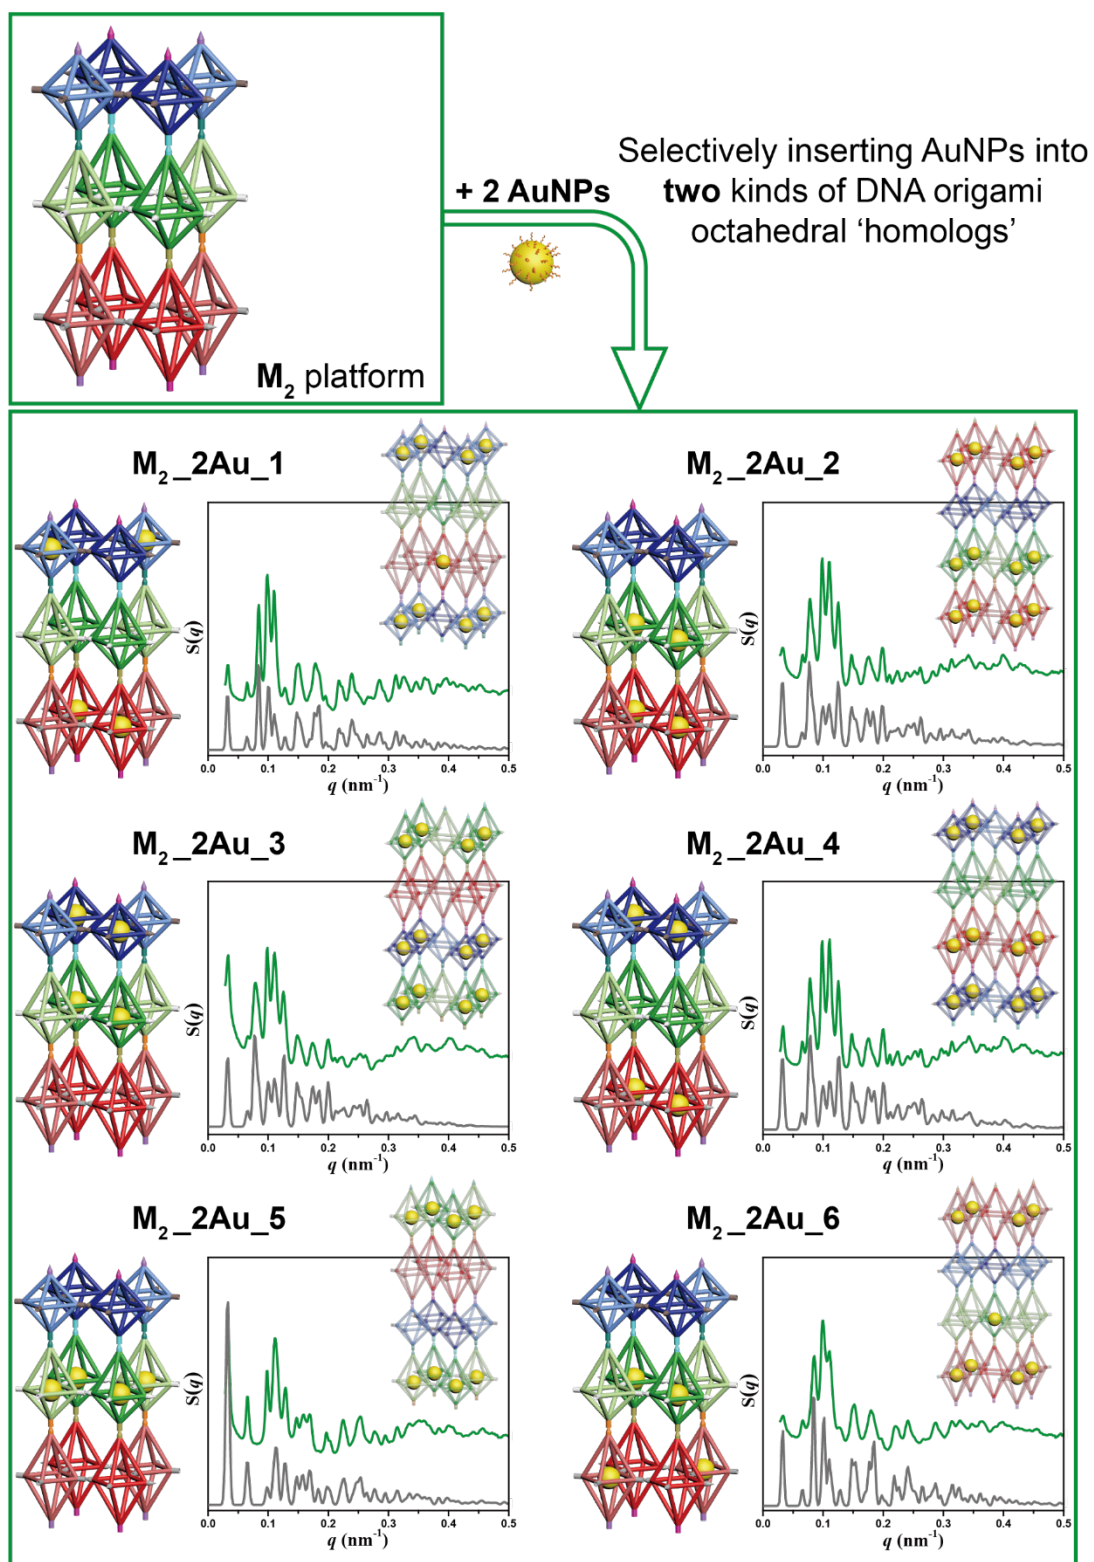 Selectively inserting AuNPs into
two kinds of DNA origami
octahedral ‘homologs’
+ 2 AuNPs
M₂ platform
M₂_2Au_1
S(q)
0.0 0.1 0.2 0.3 0.4 0.5
q (nm⁻¹)
M₂_2Au_2
S(q)
0.0 0.1 0.2 0.3 0.4 0.5
q (nm⁻¹)
M₂_2Au_3
S(q)
0.0 0.1 0.2 0.3 0.4 0.5
q (nm⁻¹)
M₂_2Au_4
S(q)
0.0 0.1 0.2 0.3 0.4 0.5
q (nm⁻¹)
M₂_2Au_5
S(q)
0.0 0.1 0.2 0.3 0.4 0.5
q (nm⁻¹)
M₂_2Au_6
S(q)
0.0 0.1 0.2 0.3 0.4 0.5
q (nm⁻¹)